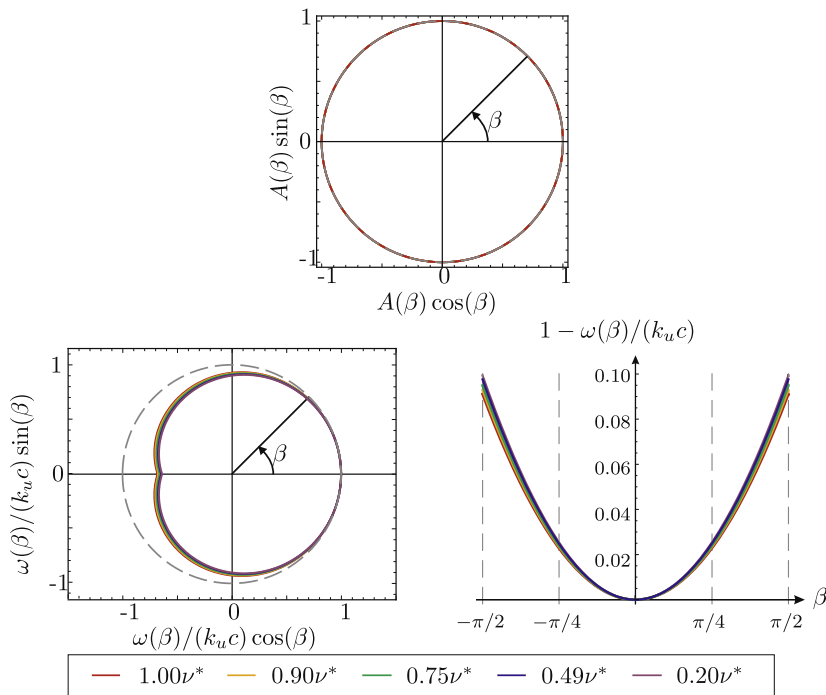 1
A(β) sin(β)
β
0
-1
-1 0 1
A(β) cos(β)
1
ω(β)/(k_u c) sin(β)
β
0
-1
-1 0 1
ω(β)/(k_u c) cos(β)
1 − ω(β)/(k_u c)
0.10
0.08
0.06
0.04
0.02
β
−π/2 −π/4 π/4 π/2
1.00ν* 0.90ν* 0.75ν* 0.49ν* 0.20ν*